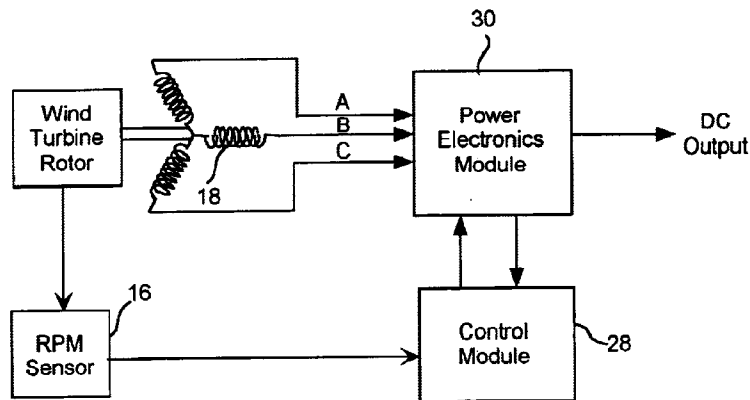 30
Wind
Turbine
Rotor
A
B
C
18
Power
Electronics
Module
DC
Output
16
RPM
Sensor
Control
Module
28